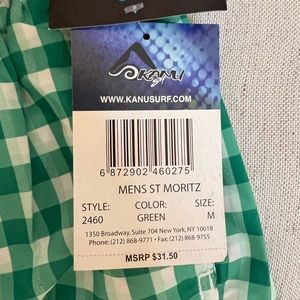 KANU
SURF
WWW.KANUSURF.COM
6 872902 460275
MENS ST MORITZ
STYLE: COLOR: SIZE:
2460 GREEN M
1350 Broadway, Suite 704 New York, NY 10018
Phone: (212) 868-9771 • Fax: (212) 868-9755
MSRP $31.50